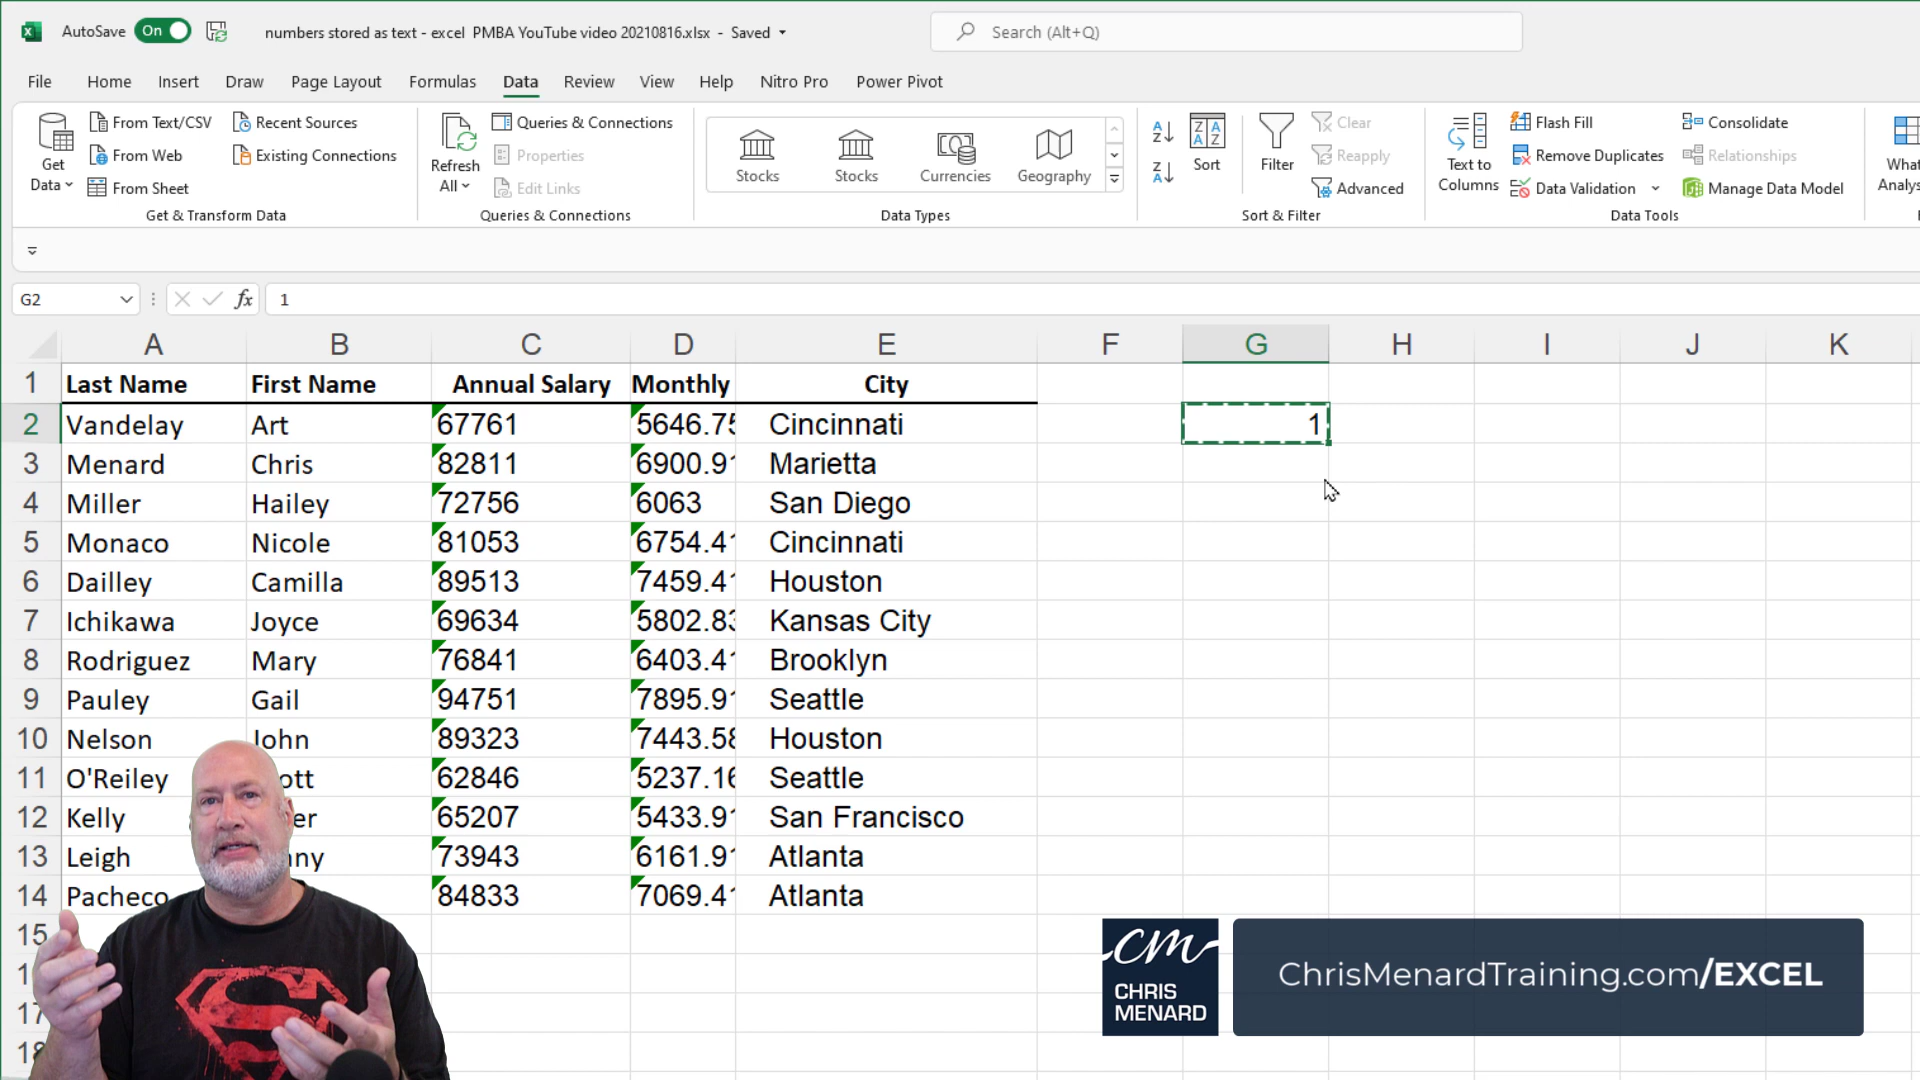 AutoSave On numbers stored as text - excel PMBA YouTube video 20210816.xlsx - Saved Search (Alt+Q)
File Home Insert Draw Page Layout Formulas Data Review View Help Nitro Pro Power Pivot
Get Data
From Text/CSV
From Web
From Sheet
Recent Sources
Existing Connections
Get & Transform Data
Refresh All
Queries & Connections
Properties
Edit Links
Queries & Connections
Stocks Stocks Currencies Geography
Data Types
Sort
Filter
Clear
Reapply
Advanced
Sort & Filter
Text to Columns
Flash Fill
Remove Duplicates
Data Validation
Consolidate
Relationships
Manage Data Model
Data Tools
G2 fx 1
A B C D E F G H I J K
1 Last Name First Name Annual Salary Monthly City
2 Vandelay Art 67761 5646.75 Cincinnati 1
3 Menard Chris 82811 6900.91 Marietta
4 Miller Hailey 72756 6063 San Diego
5 Monaco Nicole 81053 6754.41 Cincinnati
6 Dailley Camilla 89513 7459.41 Houston
7 Ichikawa Joyce 69634 5802.83 Kansas City
8 Rodriguez Mary 76841 6403.41 Brooklyn
9 Pauley Gail 94751 7895.91 Seattle
10 Nelson John 89323 7443.58 Houston
11 O'Reiley 62846 5237.16 Seattle
12 Kelly 65207 5433.91 San Francisco
13 Leigh 73943 6161.91 Atlanta
14 Pacheco 84833 7069.41 Atlanta
15
17
18
cm
CHRIS
MENARD
ChrisMenardTraining.com/EXCEL